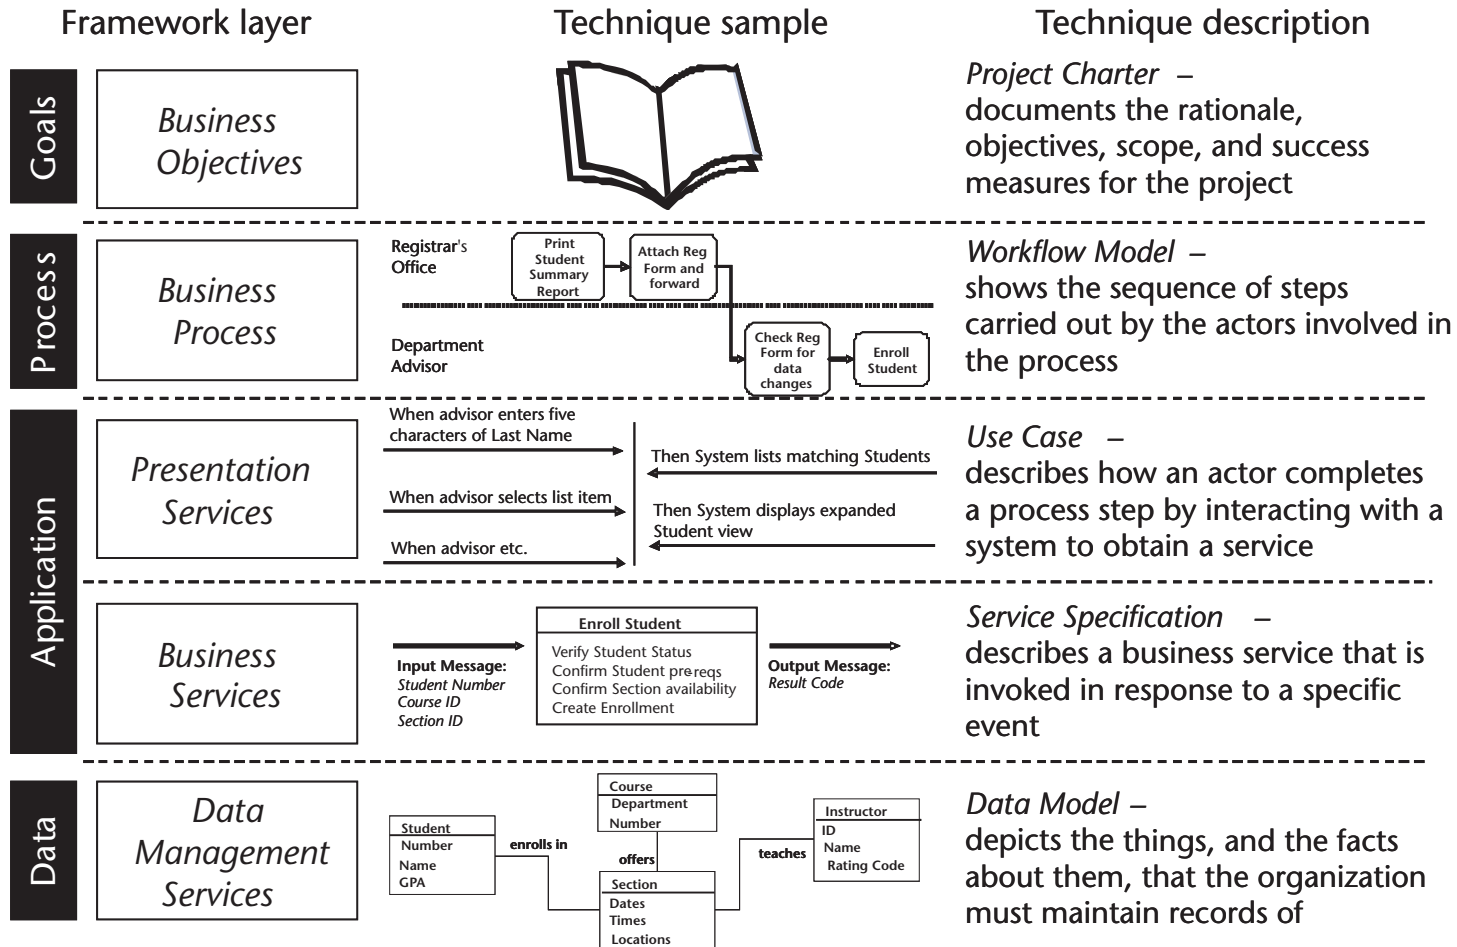 Framework layer
Technique sample
Technique description
Goals
Business
Objectives
Project Charter –
documents the rationale,
objectives, scope, and success
measures for the project
Process
Business
Process
Registrar's
Office
Print
Student
Summary
Report
Attach Reg
Form and
forward
Department
Advisor
Check Reg
Form for
data
changes
Enroll
Student
Workflow Model –
shows the sequence of steps
carried out by the actors involved in
the process
Application
Presentation
Services
When advisor enters five
characters of Last Name
Then System lists matching Students
When advisor selects list item
Then System displays expanded
Student view
When advisor etc.
Use Case –
describes how an actor completes
a process step by interacting with a
system to obtain a service
Business
Services
Input Message:
Student Number
Course ID
Section ID
Enroll Student
Verify Student Status
Confirm Student prereqs
Confirm Section availability
Create Enrollment
Output Message:
Result Code
Service Specification –
describes a business service that is
invoked in response to a specific
event
Data
Data
Management
Services
Student
Number
Name
GPA
enrolls in
Course
Department
Number
offers
Section
Dates
Times
Locations
teaches
Instructor
ID
Name
Rating Code
Data Model –
depicts the things, and the facts
about them, that the organization
must maintain records of